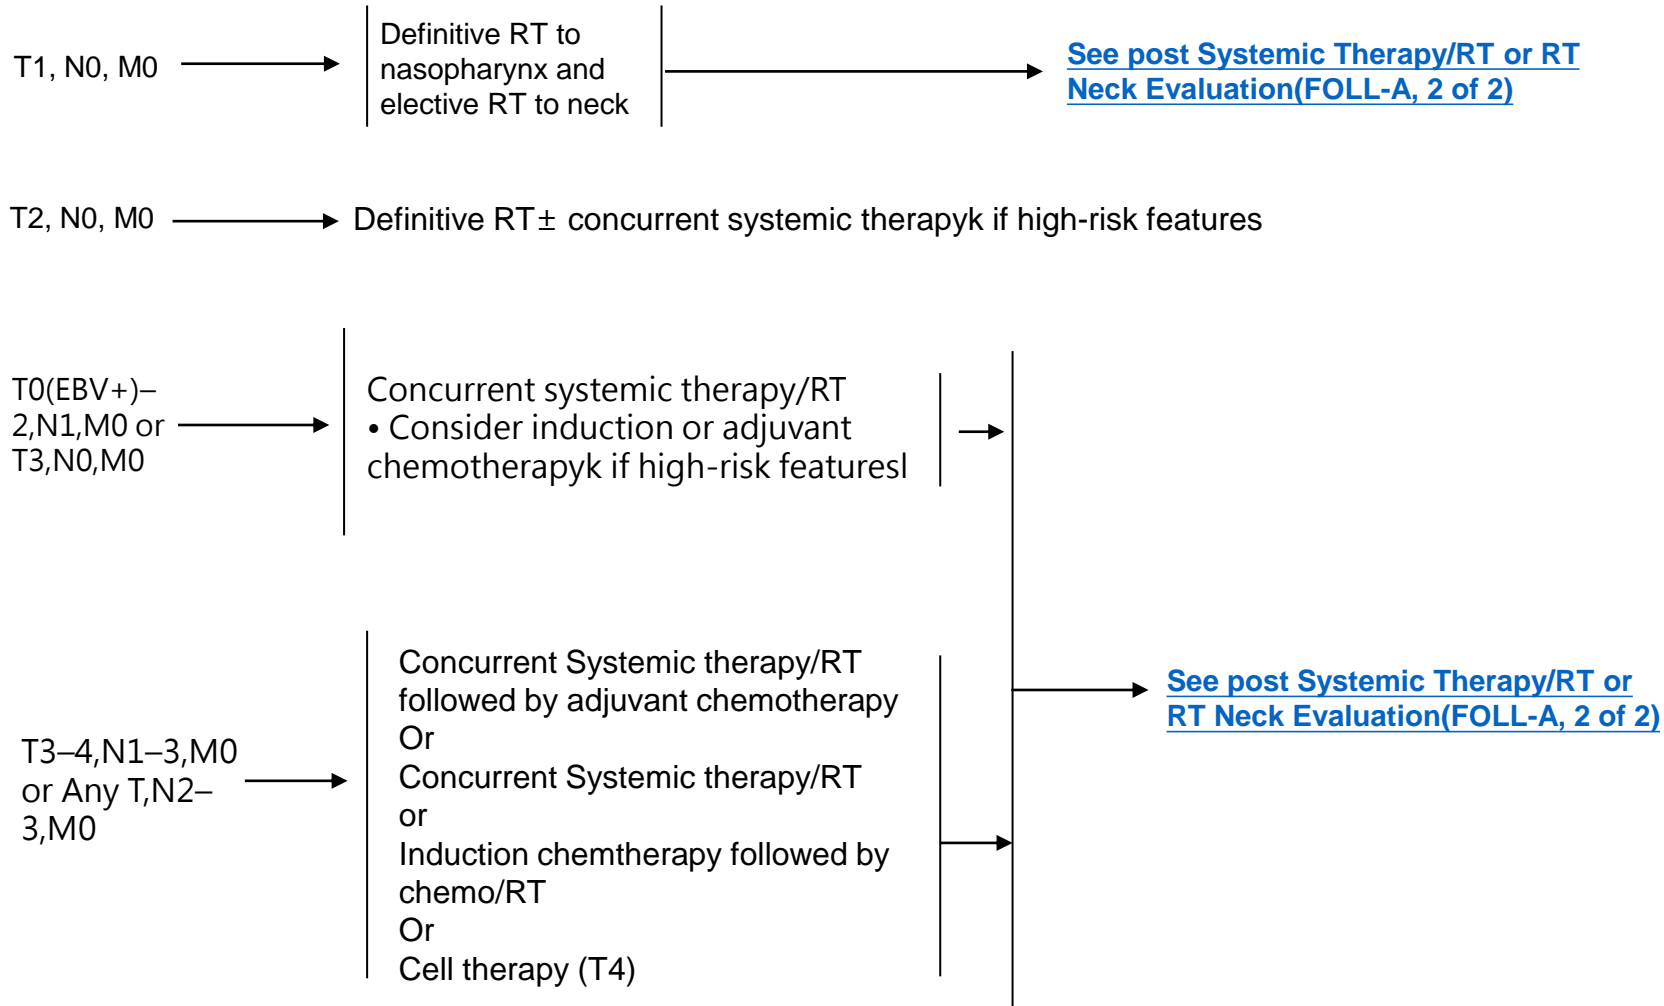 T1, N0, M0
Definitive RT to
nasopharynx and
elective RT to neck
See post Systemic Therapy/RT or RT
Neck Evaluation(FOLL-A, 2 of 2)
T2, N0, M0
Definitive RT± concurrent systemic therapyk if high-risk features
T0(EBV+)–
2,N1,M0 or
T3,N0,M0
Concurrent systemic therapy/RT
• Consider induction or adjuvant
chemotherapyk if high-risk featuresl
T3–4,N1–3,M0
or Any T,N2–
3,M0
Concurrent Systemic therapy/RT
followed by adjuvant chemotherapy
Or
Concurrent Systemic therapy/RT
or
Induction chemtherapy followed by
chemo/RT
Or
Cell therapy (T4)
See post Systemic Therapy/RT or
RT Neck Evaluation(FOLL-A, 2 of 2)